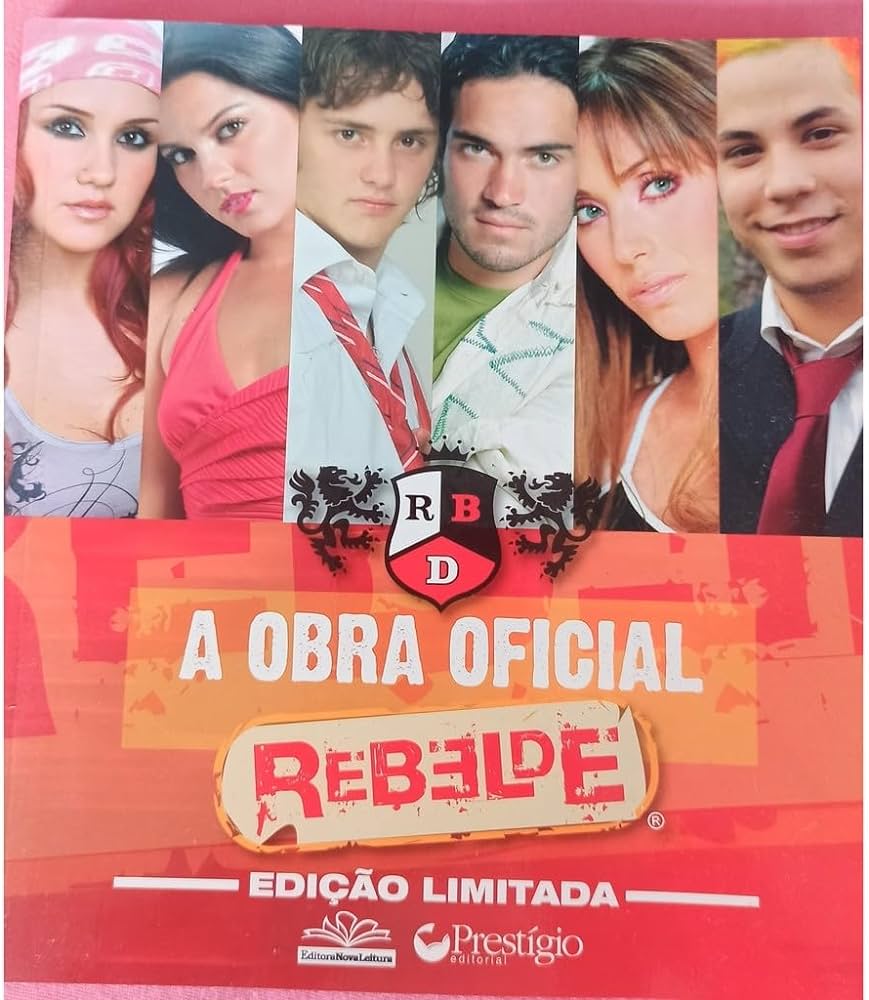 R B
D
A OBRA OFICIAL
REBELDE
®
EDIÇÃO LIMITADA
Editora Nova Leitura
Prestígio
editorial